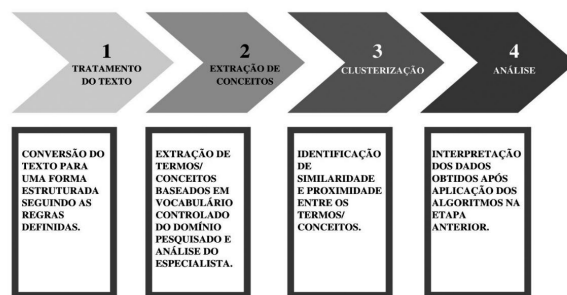 1
TRATAMENTO
DO TEXTO
2
EXTRAÇÃO DE
CONCEITOS
3
CLUSTERIZAÇÃO
4
ANÁLISE
CONVERSÃO DO
TEXTO PARA
UMA FORMA
ESTRUTURADA
SEGUINDO AS
REGRAS
DEFINIDAS.
EXTRAÇÃO DE
TERMOS/
CONCEITOS
BASEADOS EM
VOCABULÁRIO
CONTROLADO
DO DOMÍNIO
PESQUISADO E
ANÁLISE DO
ESPECIALISTA.
IDENTIFICAÇÃO
DE
SIMILARIDADE
E PROXIMIDADE
ENTRE OS
TERMOS/
CONCEITOS.
INTERPRETAÇÃO
DOS DADOS
OBTIDOS APÓS
APLICAÇÃO DOS
ALGORITMOS NA
ETAPA
ANTERIOR.